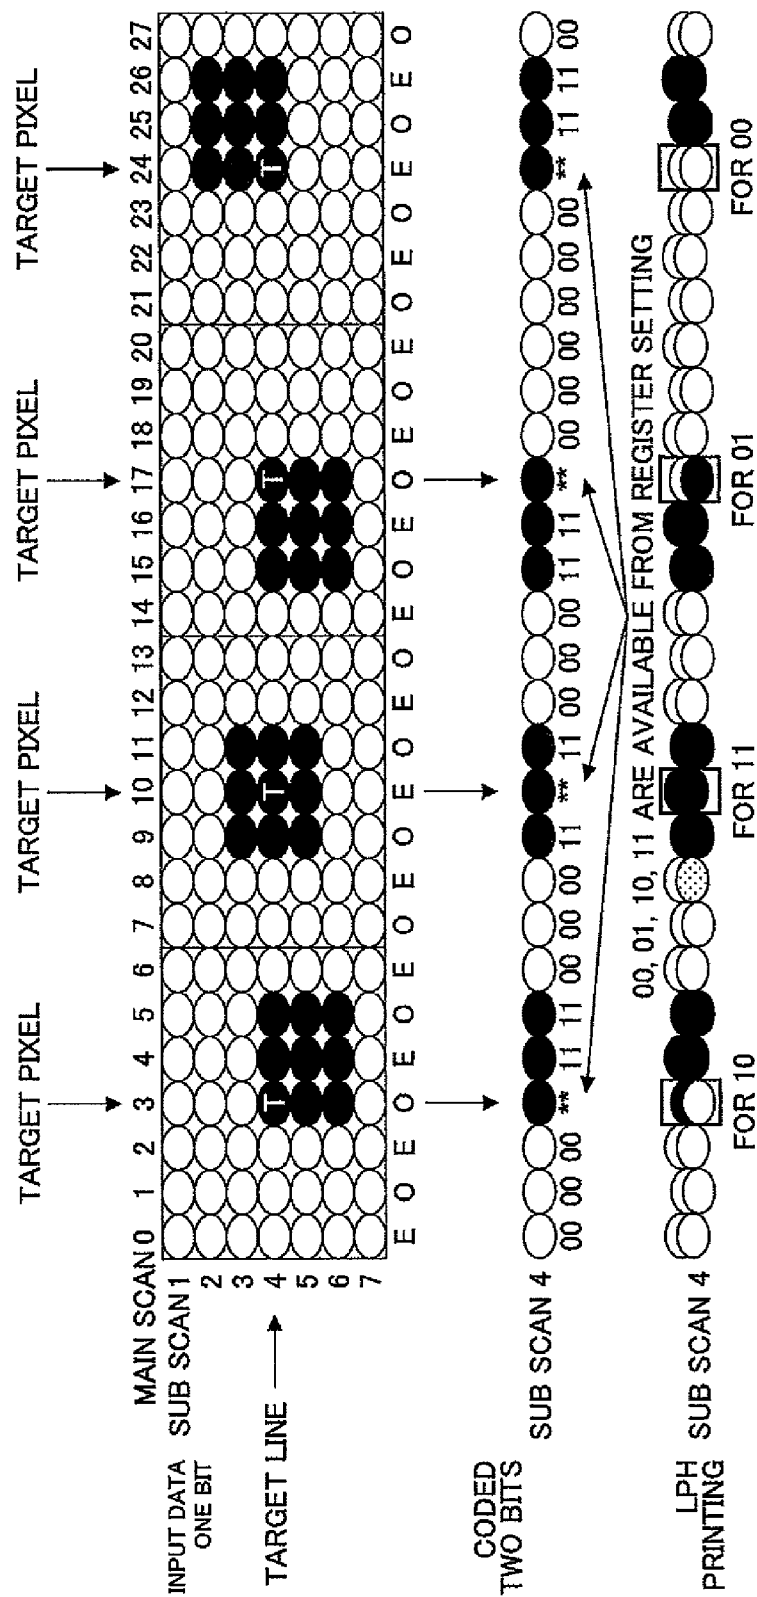 TARGET PIXEL TARGET PIXEL TARGET PIXEL TARGET PIXEL
MAIN SCAN 0 1 2 3 4 5 6 7 8 9 10 11 12 13 14 15 16 17 18 19 20 21 22 23 24 25 26 27
INPUT DATA SUB SCAN 1
ONE BIT
2
3
TARGET LINE 4 T T T T
5
6
7
E O E O E O E O E O E O E O E O E O E O E O E O E O E O
CODED
TWO BITS
SUB SCAN 4
00 00 00 ** 11 11 00 00 00 11 ** 11 00 00 00 11 11 ** 00 00 00 00 00 00 ** 11 11 00
00, 01, 10, 11 ARE AVAILABLE FROM REGISTER SETTING
LPH
PRINTING
SUB SCAN 4
FOR 10 FOR 11 FOR 01 FOR 00